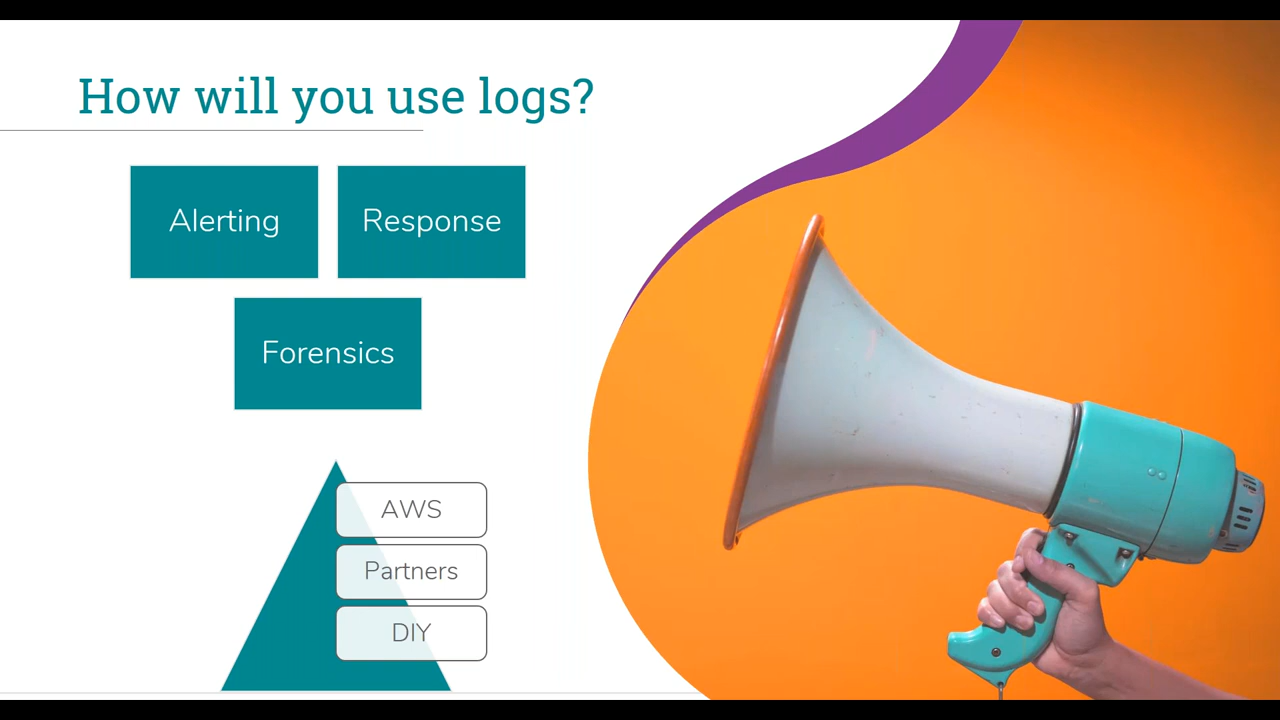 How will you use logs?
Alerting
Response
Forensics
AWS
Partners
DIY